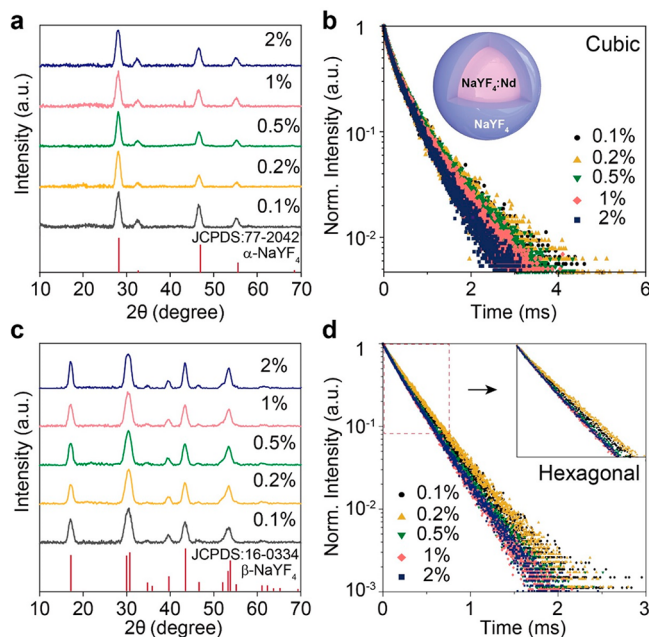 a
Intensity (a.u.)
2%
1%
0.5%
0.2%
0.1%
JCPDS:77-2042
α-NaYF4
10 20 30 40 50 60 70
2θ (degree)
b
Norm. Intensity (a.u.)
1
10-1
10-2
Cubic
NaYF4:Nd
NaYF4
0.1%
0.2%
0.5%
1%
2%
0 2 4 6
Time (ms)
c
Intensity (a.u.)
2%
1%
0.5%
0.2%
0.1%
JCPDS:16-0334
β-NaYF4
10 20 30 40 50 60 70
2θ (degree)
d
Norm. Intensity (a.u.)
1
10-1
10-2
10-3
Hexagonal
0.1%
0.2%
0.5%
1%
2%
0 1 2 3
Time (ms)